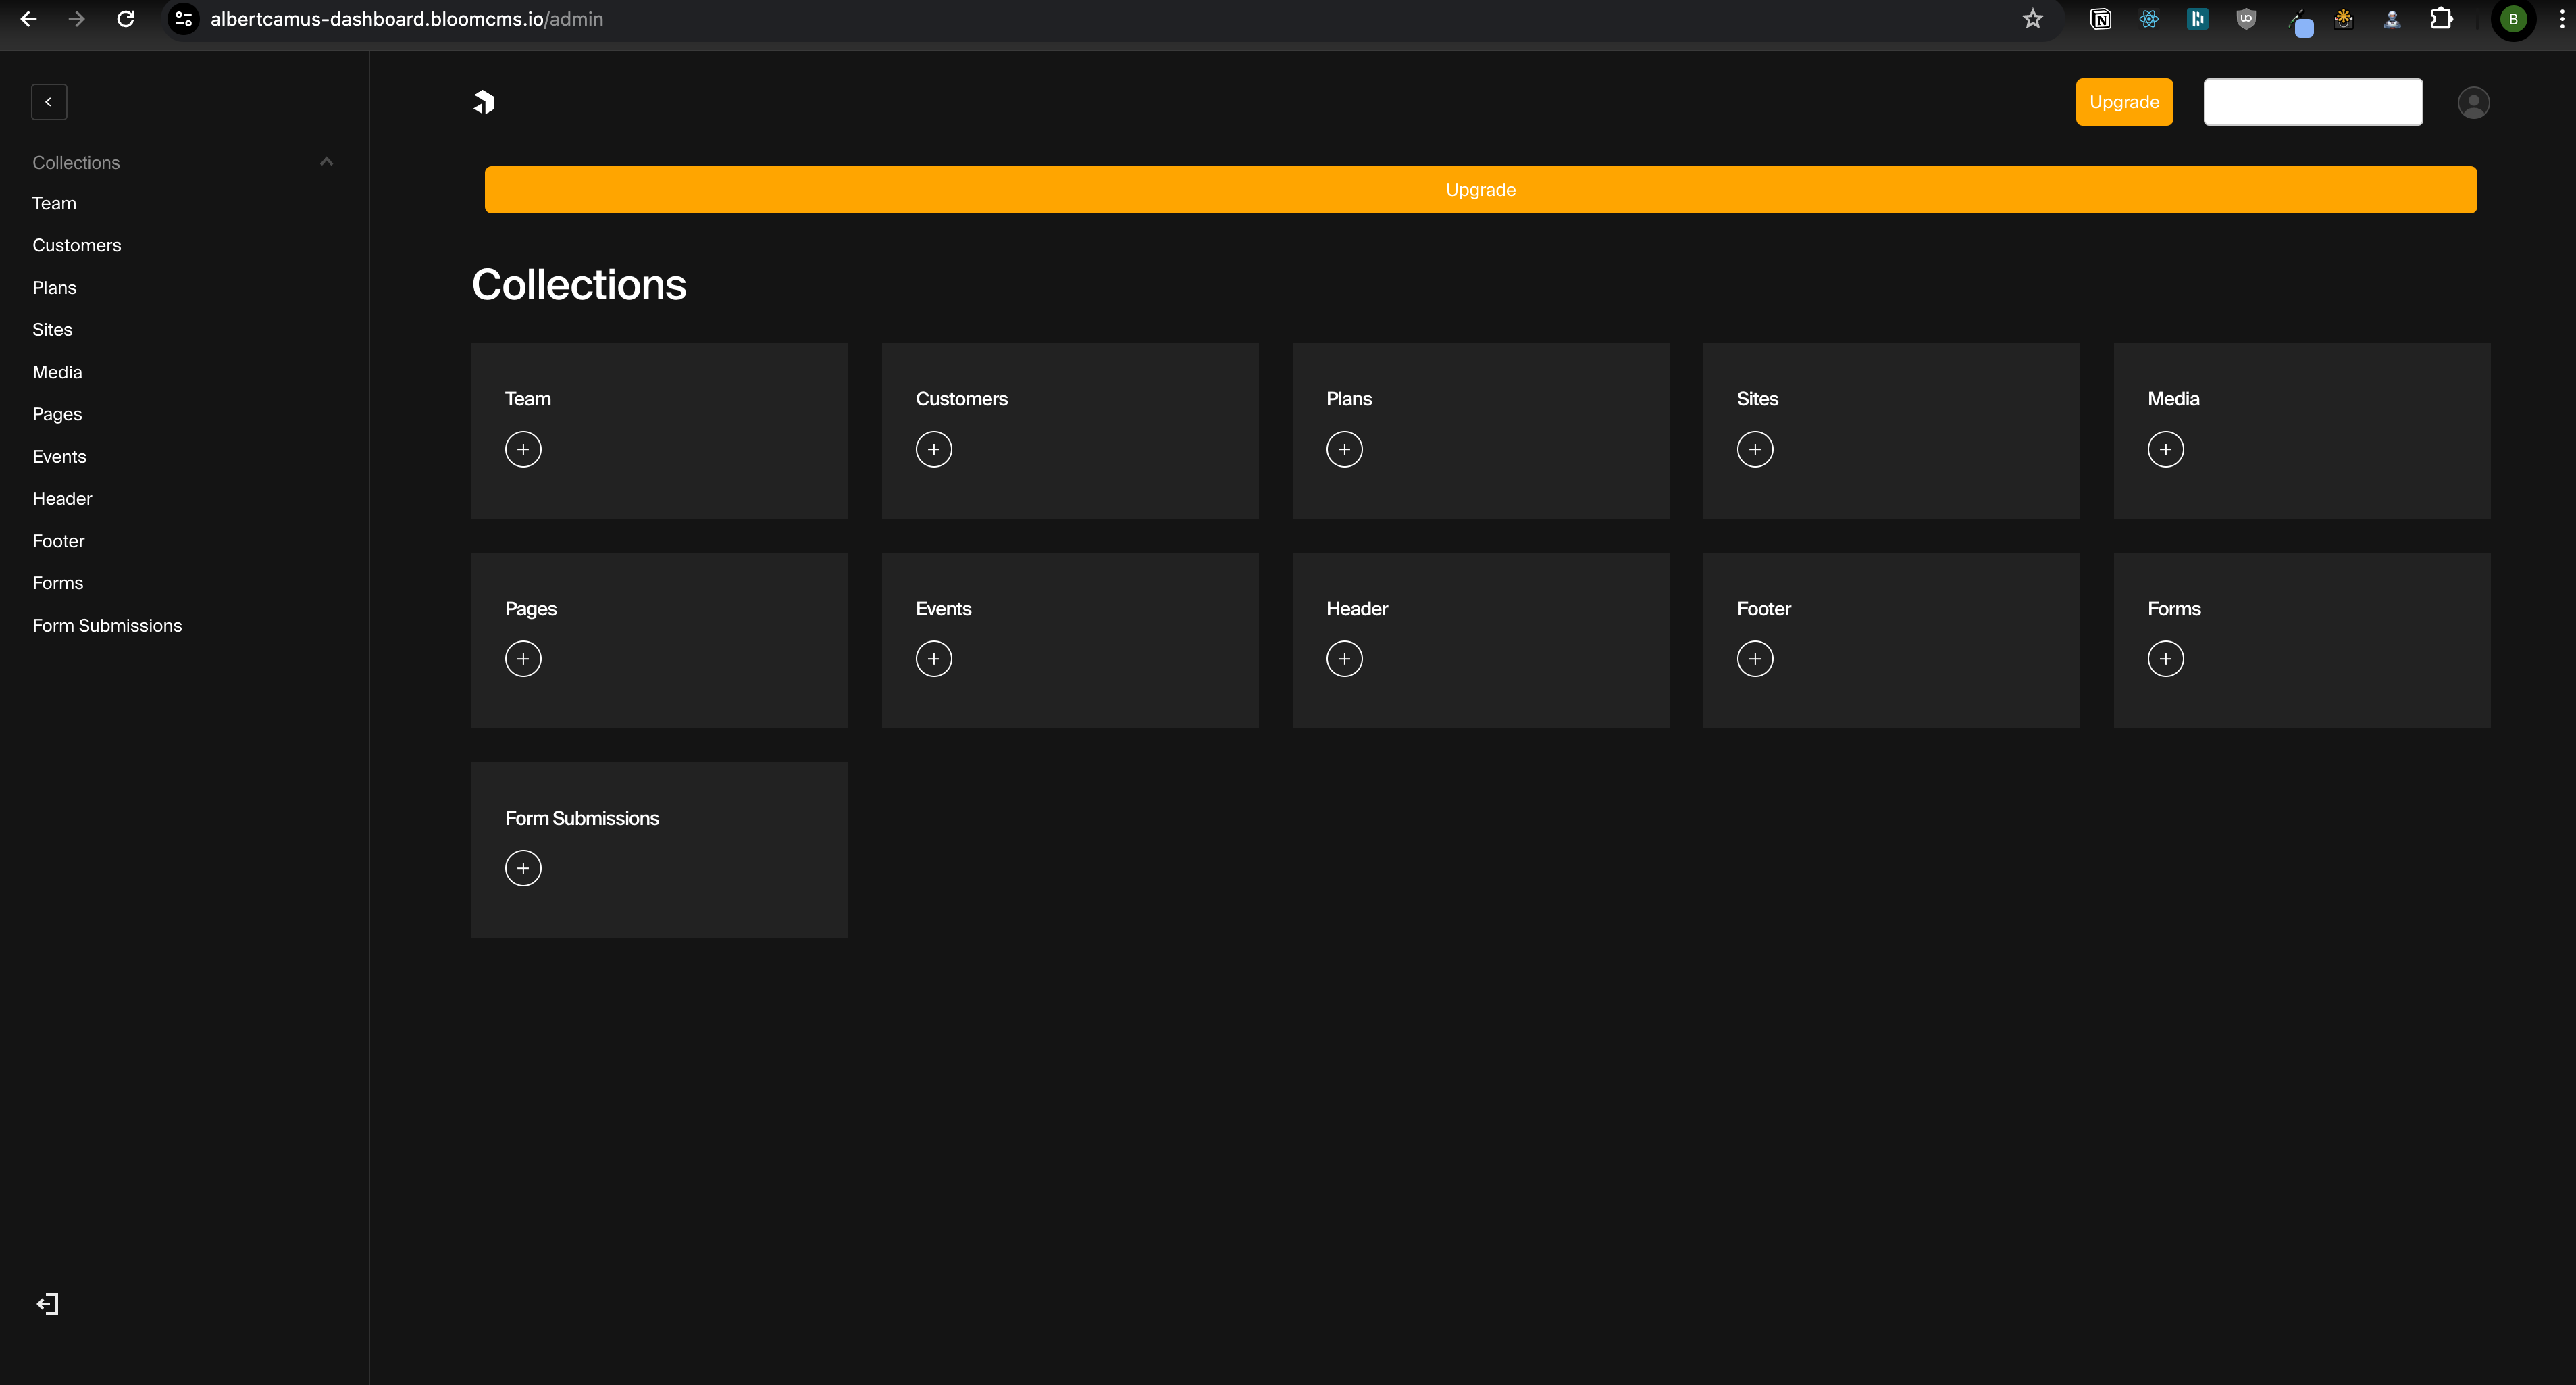 albertcamus-dashboard.bloomcms.io/admin
B
Upgrade
Upgrade
Collections
Team
Customers
Plans
Sites
Media
Pages
Events
Header
Footer
Forms
Form Submissions
Collections
Team
Customers
Plans
Sites
Media
Pages
Events
Header
Footer
Forms
Form Submissions